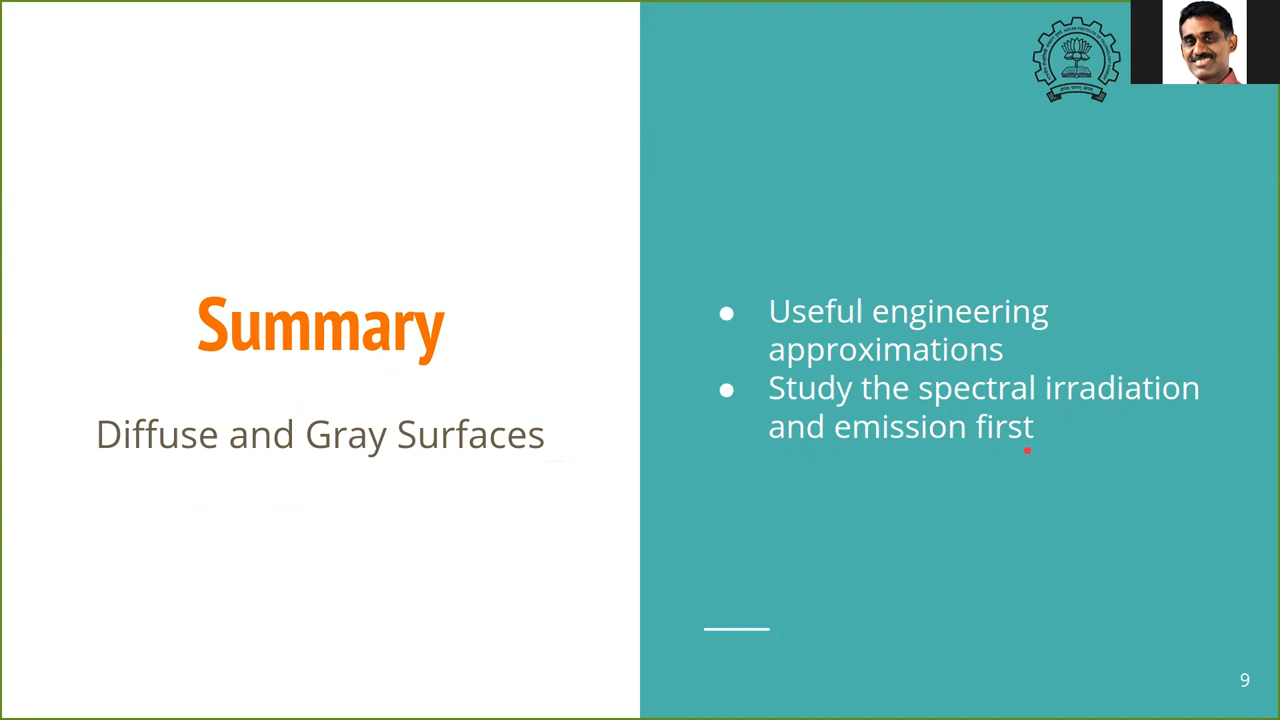 Summary
Diffuse and Gray Surfaces
● Useful engineering
approximations
● Study the spectral irradiation
and emission first
9